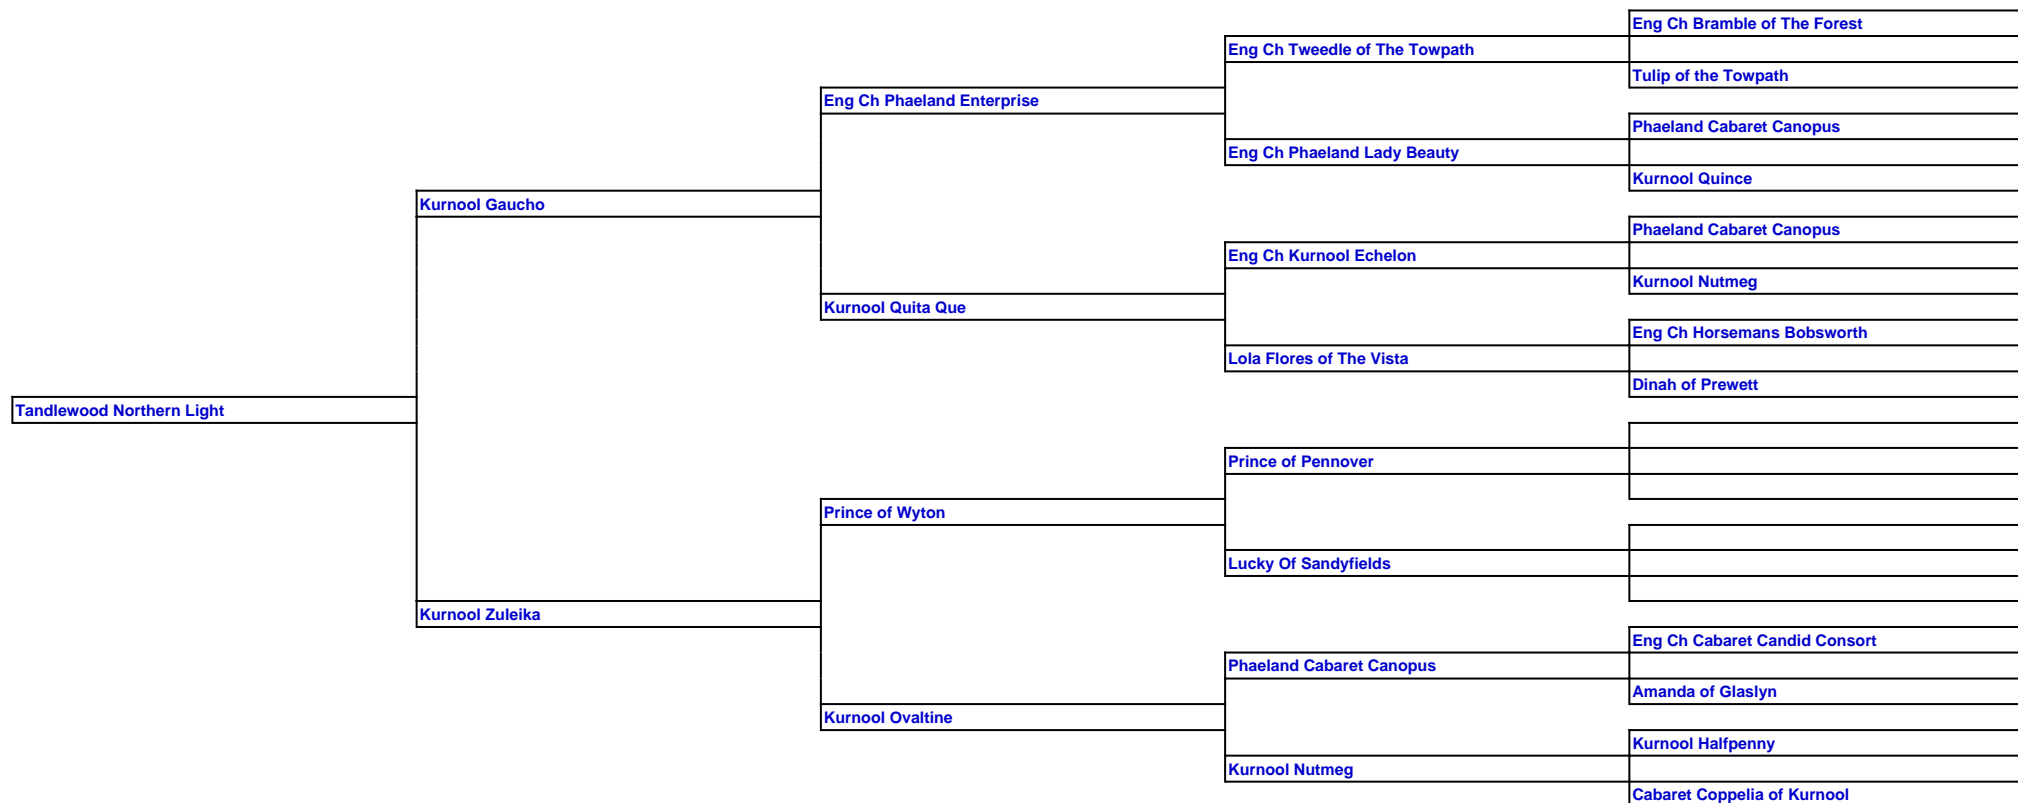 Eng Ch Bramble of The Forest
Eng Ch Tweedle of The Towpath
Tulip of the Towpath
Eng Ch Phaeland Enterprise
Phaeland Cabaret Canopus
Eng Ch Phaeland Lady Beauty
Kurnool Quince
Kurnool Gaucho
Phaeland Cabaret Canopus
Eng Ch Kurnool Echelon
Kurnool Nutmeg
Kurnool Quita Que
Eng Ch Horsemans Bobsworth
Lola Flores of The Vista
Dinah of Prewett
Tandlewood Northern Light
Prince of Pennover
Prince of Wyton
Lucky Of Sandyfields
Kurnool Zuleika
Eng Ch Cabaret Candid Consort
Phaeland Cabaret Canopus
Amanda of Glaslyn
Kurnool Ovaltine
Kurnool Halfpenny
Kurnool Nutmeg
Cabaret Coppelia of Kurnool